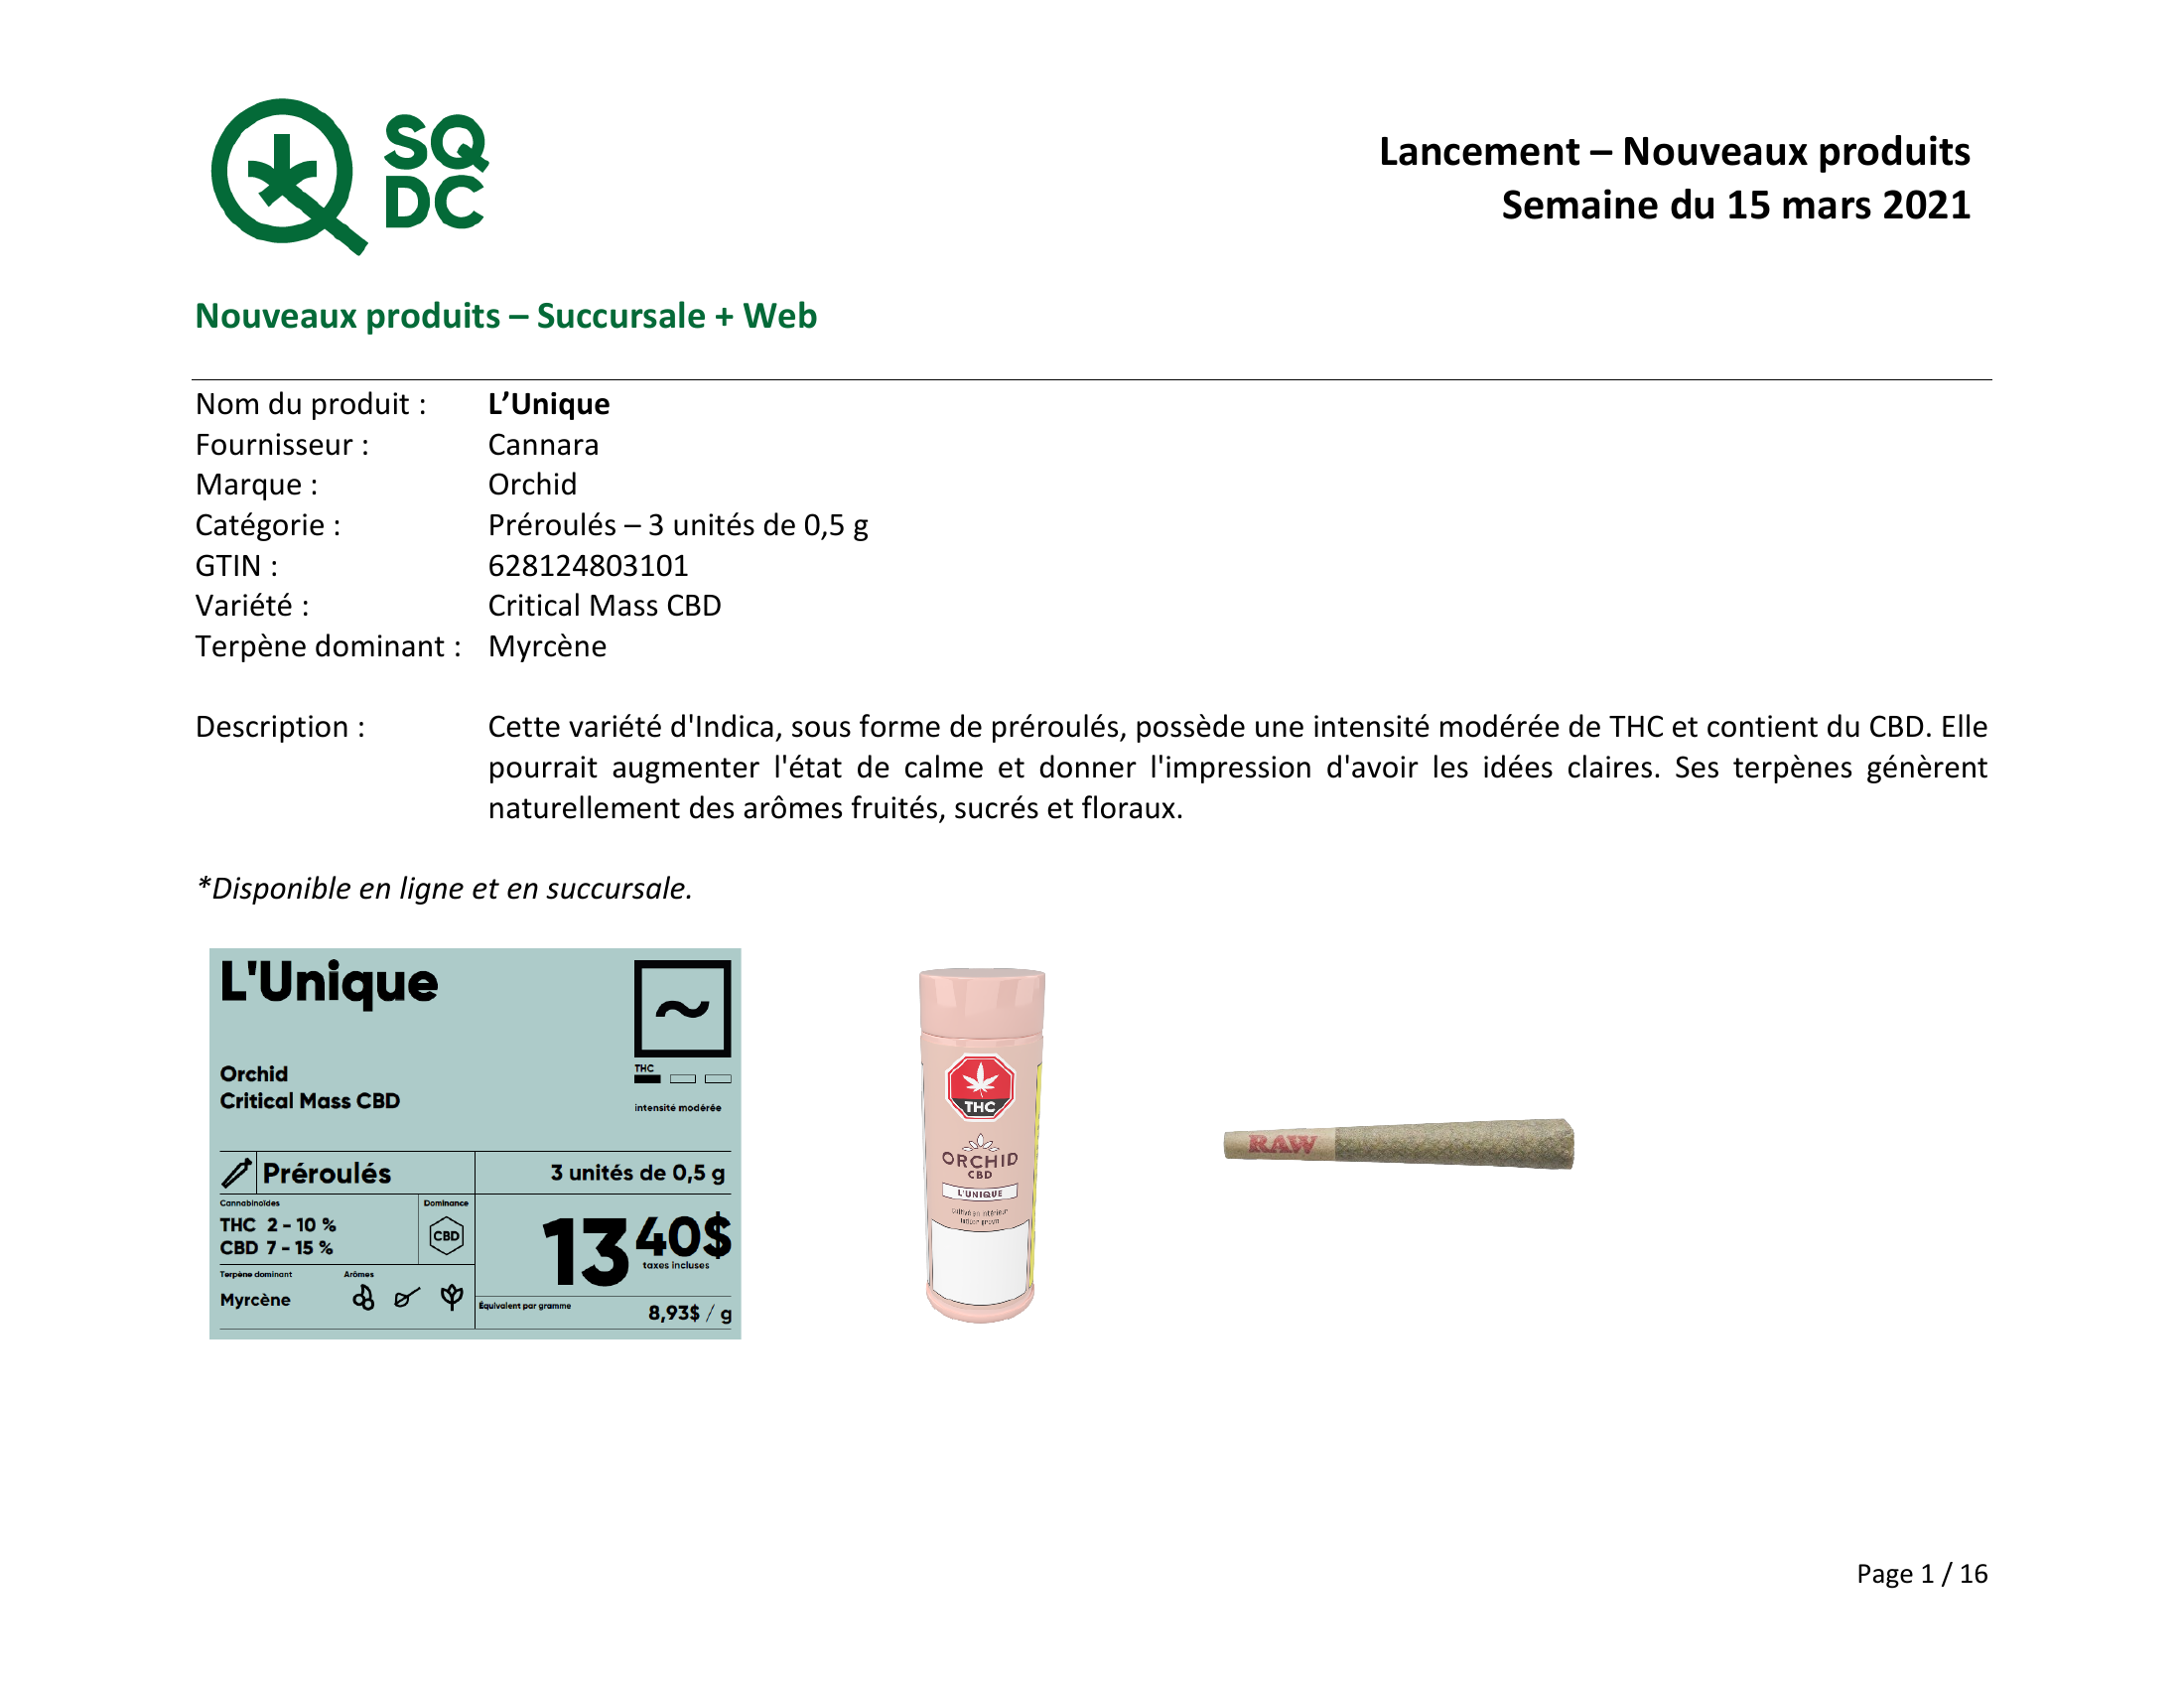 SQ
DC
Lancement – Nouveaux produits
Semaine du 15 mars 2021
Nouveaux produits – Succursale + Web
Nom du produit : L’Unique
Fournisseur : Cannara
Marque : Orchid
Catégorie : Préroulés – 3 unités de 0,5 g
GTIN : 628124803101
Variété : Critical Mass CBD
Terpène dominant : Myrcène
Description : Cette variété d'Indica, sous forme de préroulés, possède une intensité modérée de THC et contient du CBD. Elle
pourrait augmenter l'état de calme et donner l'impression d'avoir les idées claires. Ses terpènes génèrent
naturellement des arômes fruités, sucrés et floraux.
*Disponible en ligne et en succursale.
L'Unique
Orchid
Critical Mass CBD
THC
intensité modérée
Préroulés
3 unités de 0,5 g
Cannabinoïdes
Dominance
THC 2 - 10 %
CBD 7 - 15 %
CBD
13 40$
taxes incluses
Terpène dominant
Arômes
Myrcène
Équivalent par gramme
8,93$ / g
THC
ORCHID
CBD
L'UNIQUE
Cultivé en intérieur
Indoor grown
RAW
Page 1 / 16